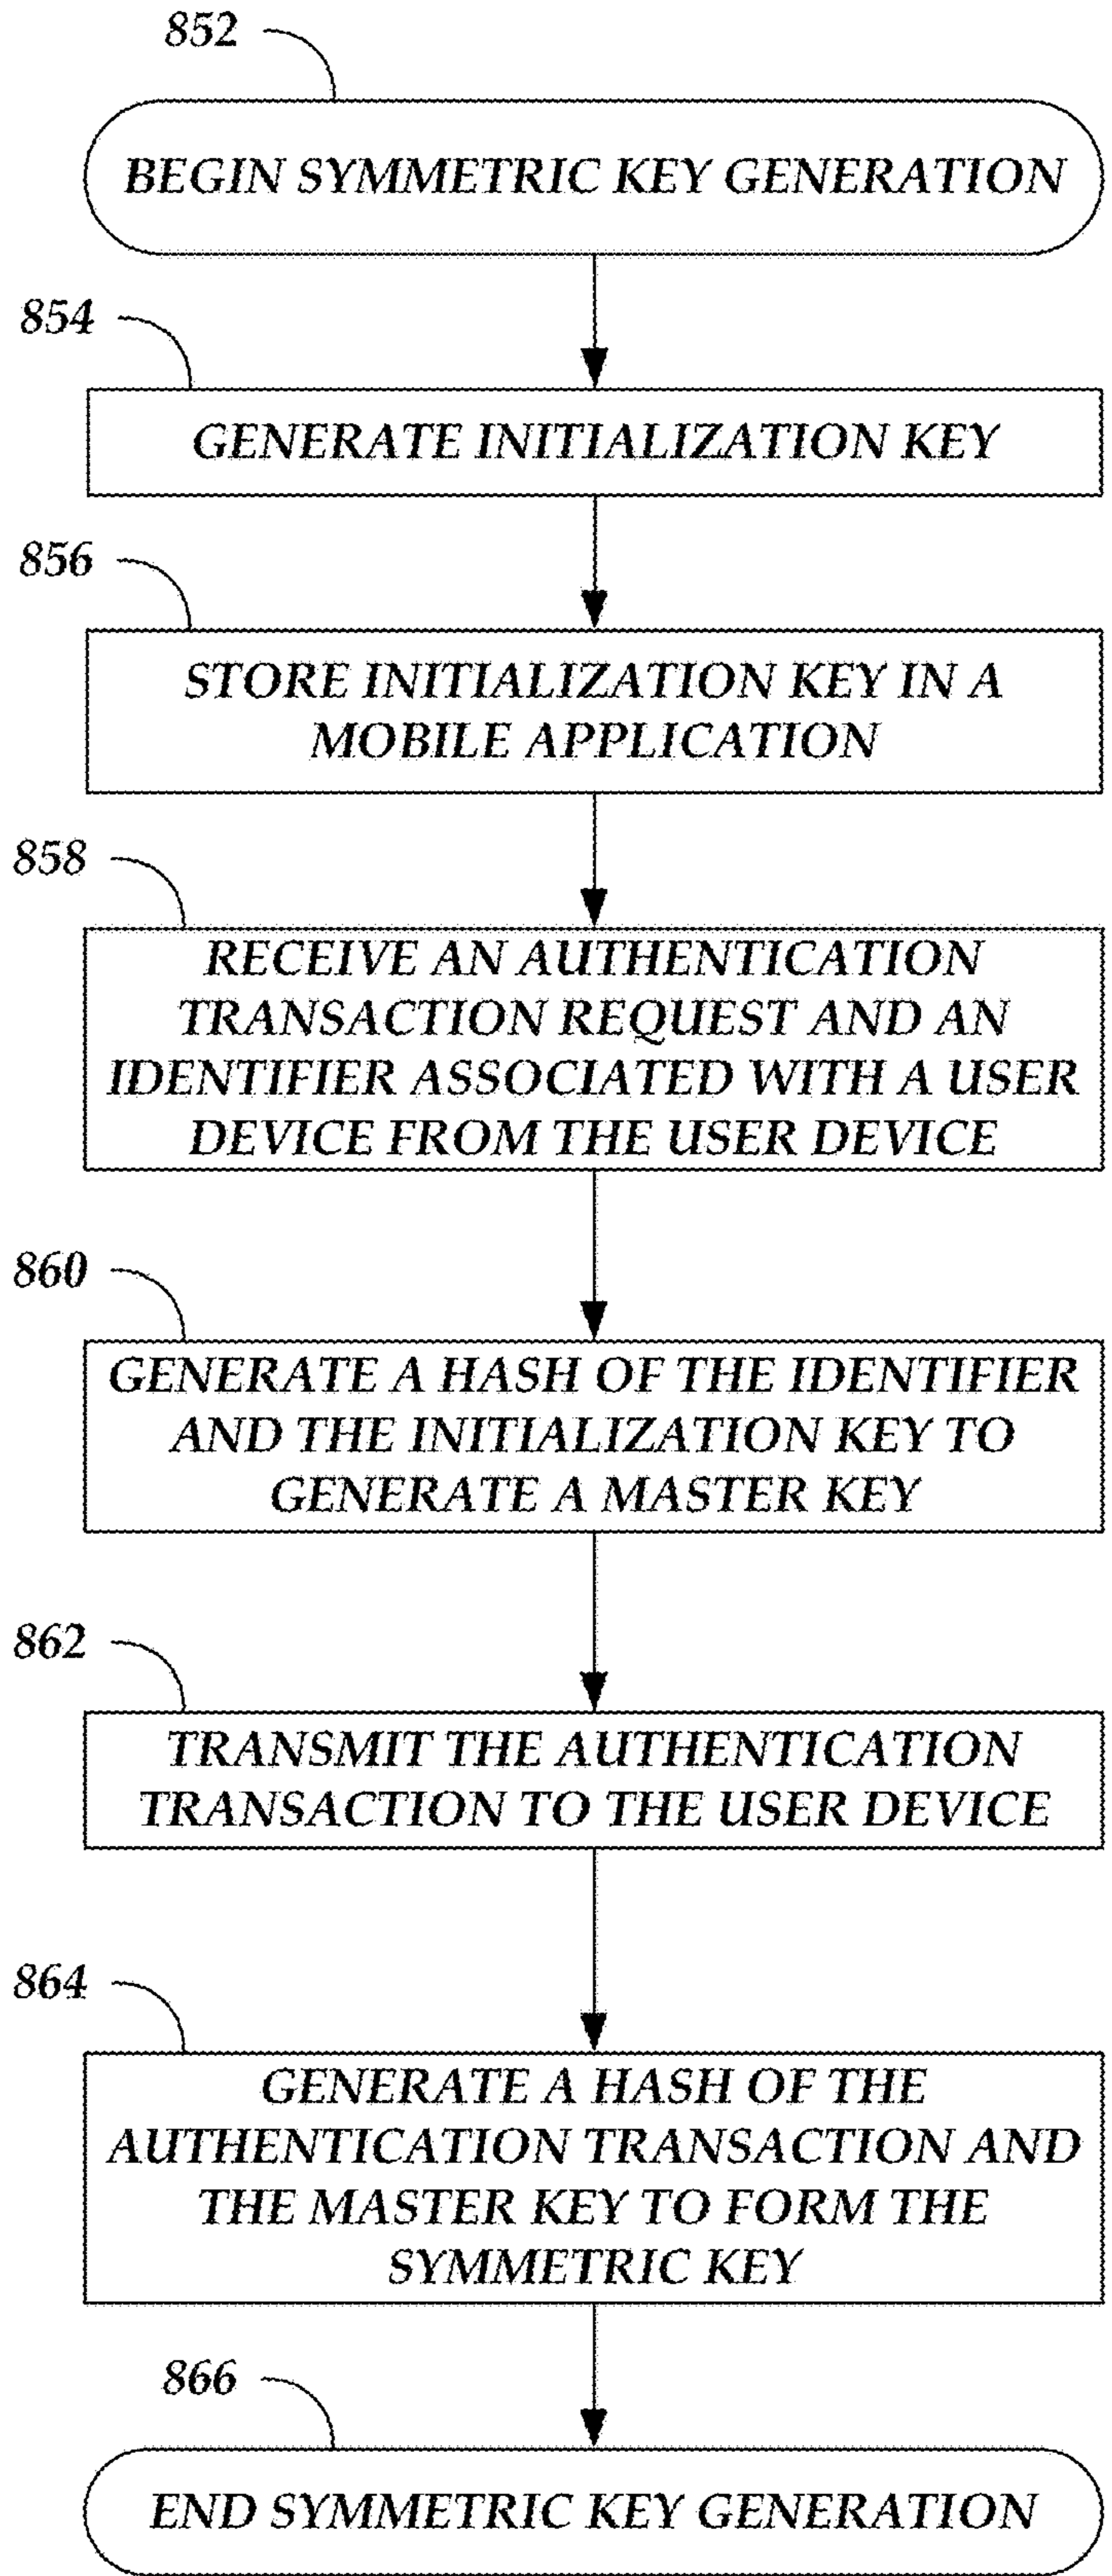 852
BEGIN SYMMETRIC KEY GENERATION
854
GENERATE INITIALIZATION KEY
856
STORE INITIALIZATION KEY IN A
MOBILE APPLICATION
858
RECEIVE AN AUTHENTICATION
TRANSACTION REQUEST AND AN
IDENTIFIER ASSOCIATED WITH A USER
DEVICE FROM THE USER DEVICE
860
GENERATE A HASH OF THE IDENTIFIER
AND THE INITIALIZATION KEY TO
GENERATE A MASTER KEY
862
TRANSMIT THE AUTHENTICATION
TRANSACTION TO THE USER DEVICE
864
GENERATE A HASH OF THE
AUTHENTICATION TRANSACTION AND
THE MASTER KEY TO FORM THE
SYMMETRIC KEY
866
END SYMMETRIC KEY GENERATION